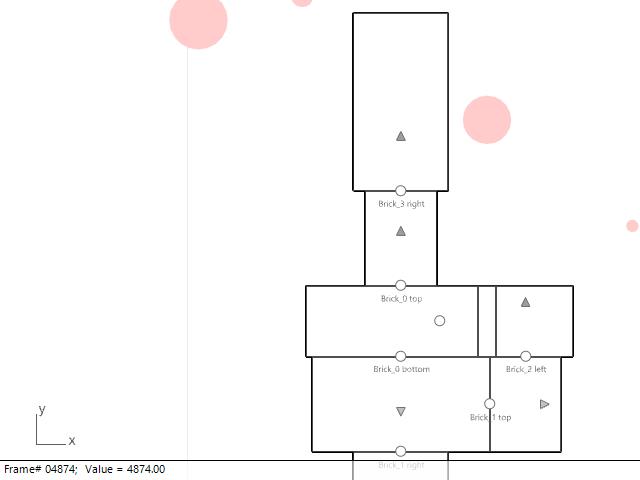 Brick_3 right
Brick_0 top
Brick_0 bottom
Brick_2 left
Brick_1 top
y
x
Brick_1 right
Frame# 04874; Value = 4874.00